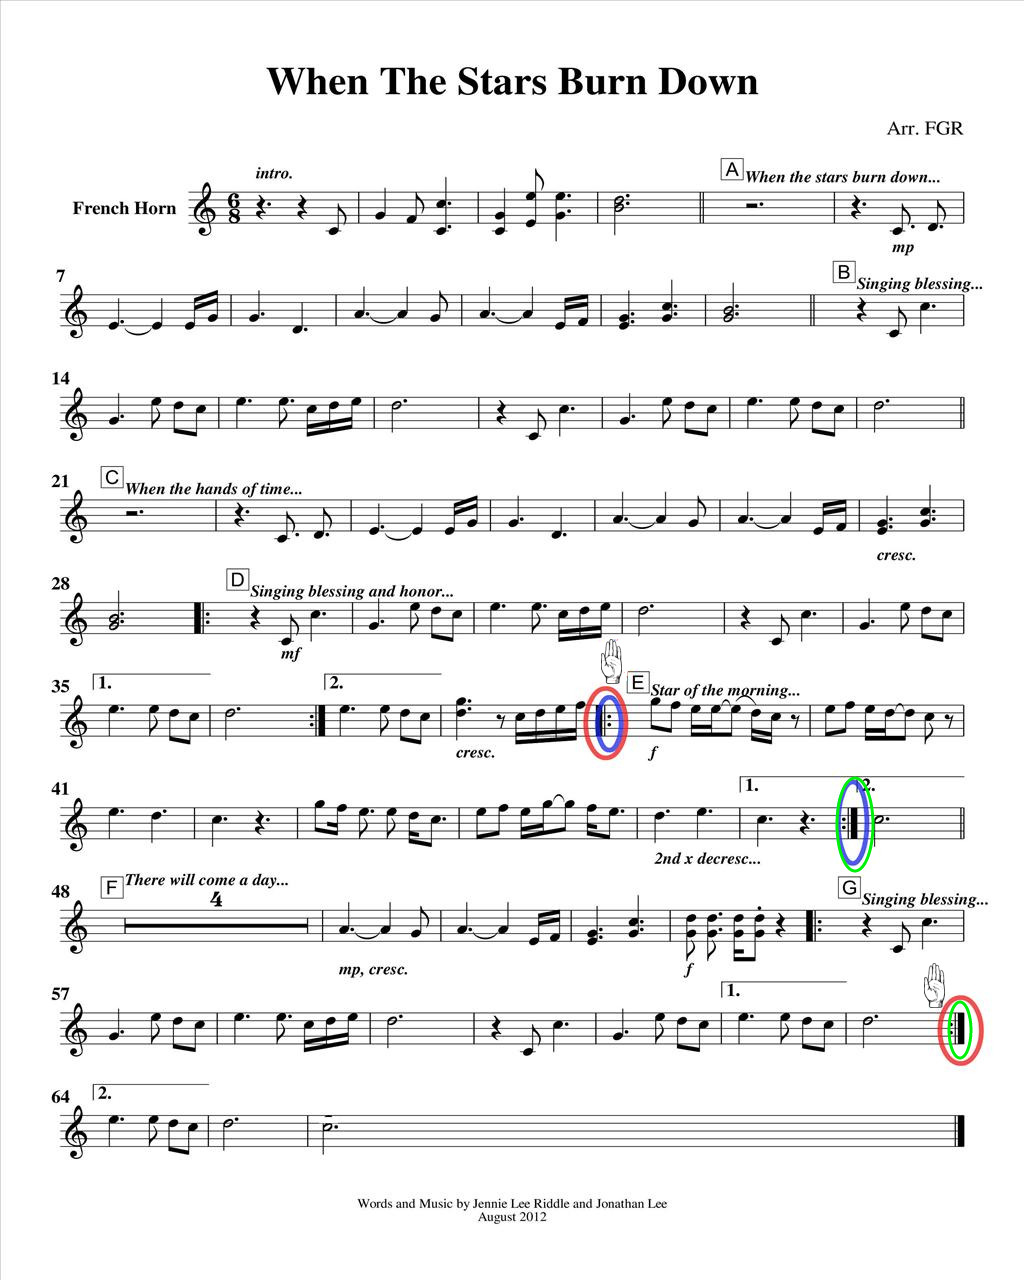 When The Stars Burn Down
Arr. FGR
intro.
A When the stars burn down...
French Horn
6
8
mp
7
B Singing blessing...
14
21
C When the hands of time...
cresc.
28
D Singing blessing and honor...
mf
35
1.
2.
E Star of the morning...
cresc.
f
41
1.
2.
2nd x decresc...
48
F There will come a day...
4
G Singing blessing...
mp, cresc.
f
57
1.
64
2.
Words and Music by Jennie Lee Riddle and Jonathan Lee
August 2012